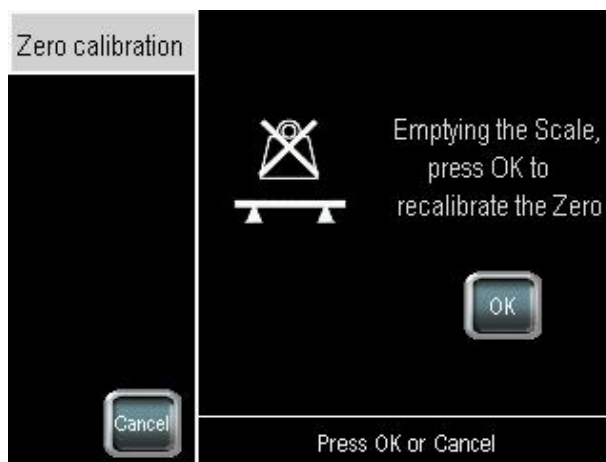 Zero calibration
Emptying the Scale,
press OK to
recalibrate the Zero
OK
Cancel
Press OK or Cancel